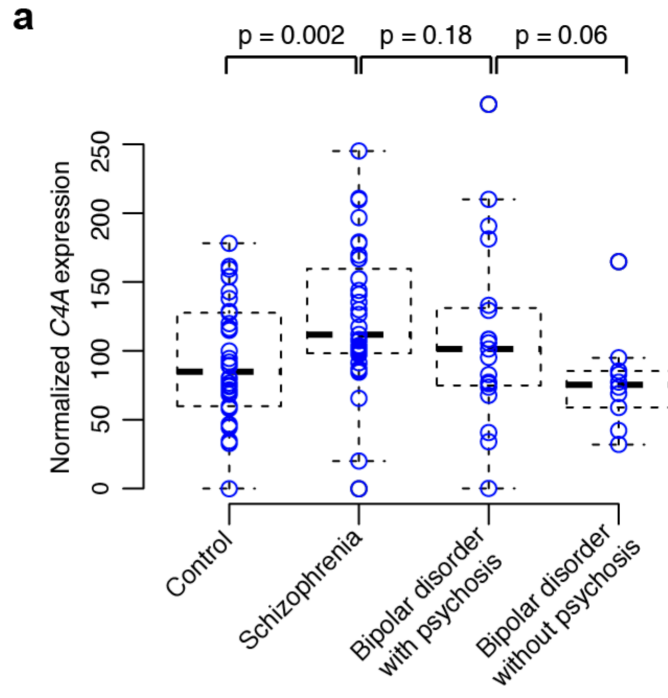 a
p = 0.002
p = 0.18
p = 0.06
Normalized C4A expression
250
200
150
100
50
0
Control
Schizophrenia
Bipolar disorder
with psychosis
Bipolar disorder
without psychosis